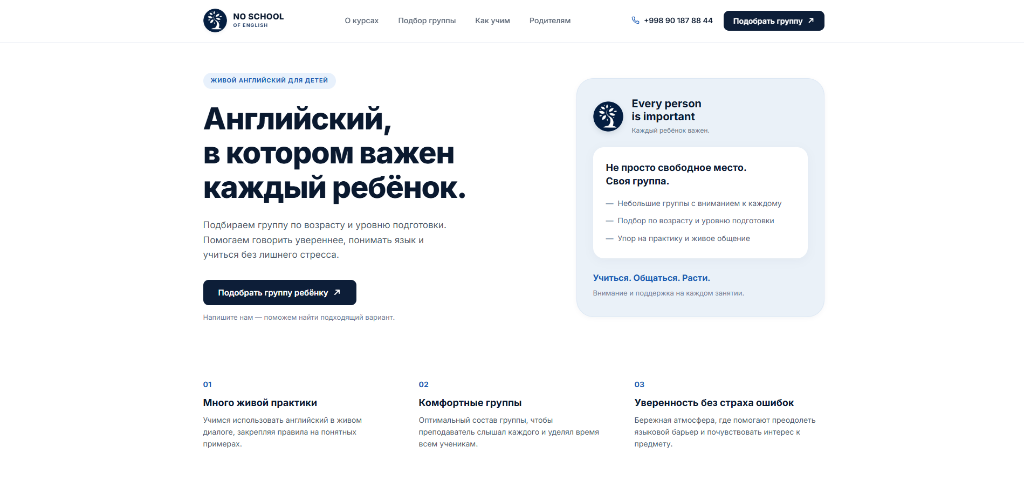 NO SCHOOL
OF ENGLISH
О курсах
Подбор группы
Как учим
Родителям
+998 90 187 88 44
Подобрать группу
ЖИВОЙ АНГЛИЙСКИЙ ДЛЯ ДЕТЕЙ
Английский,
в котором важен
каждый ребёнок.
Подбираем группу по возрасту и уровню подготовки.
Помогаем говорить увереннее, понимать язык и
учиться без лишнего стресса.
Подобрать группу ребёнку
Напишите нам — поможем найти подходящий вариант.
Every person
is important
Каждый ребёнок важен.
Не просто свободное место.
Своя группа.
— Небольшие группы с вниманием к каждому
— Подбор по возрасту и уровню подготовки
— Упор на практику и живое общение
Учиться. Общаться. Расти.
Внимание и поддержка на каждом занятии.
01
Много живой практики
Учимся использовать английский в живом
диалоге, закрепляя правила на понятных
примерах.
02
Комфортные группы
Оптимальный состав группы, чтобы
преподаватель слышал каждого и уделял время
всем ученикам.
03
Уверенность без страха ошибок
Бережная атмосфера, где помогают преодолеть
языковой барьер и почувствовать интерес к
предмету.